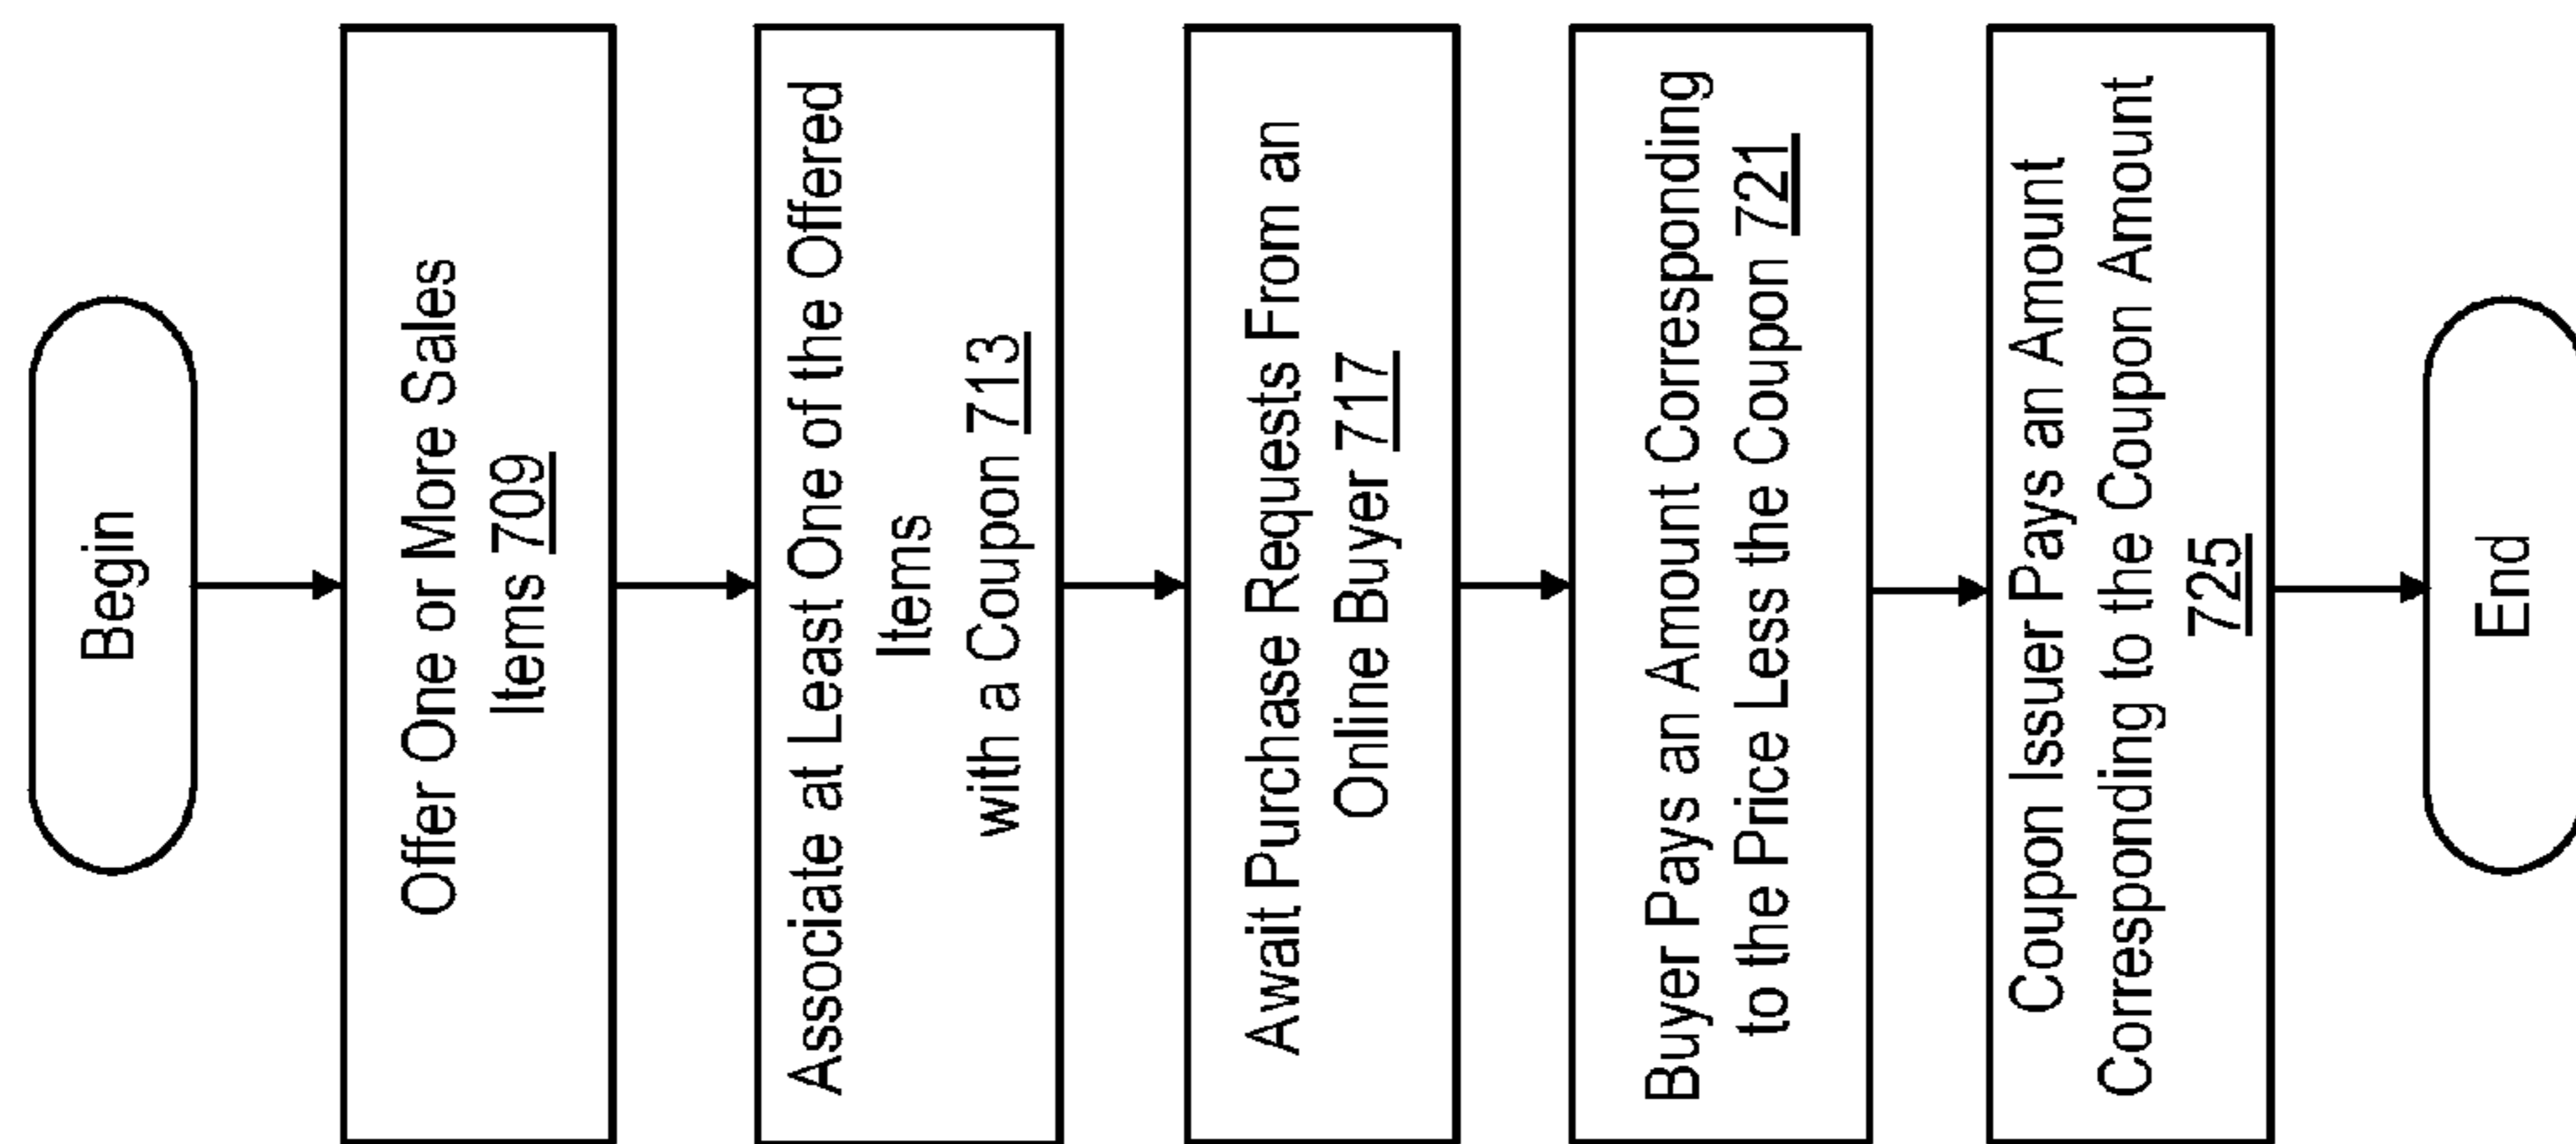 Begin
Offer One or More Sales
Items 709
Associate at Least One of the Offered
Items
with a Coupon 713
Await Purchase Requests From an
Online Buyer 717
Buyer Pays an Amount Corresponding
to the Price Less the Coupon 721
Coupon Issuer Pays an Amount
Corresponding to the Coupon Amount
725
End